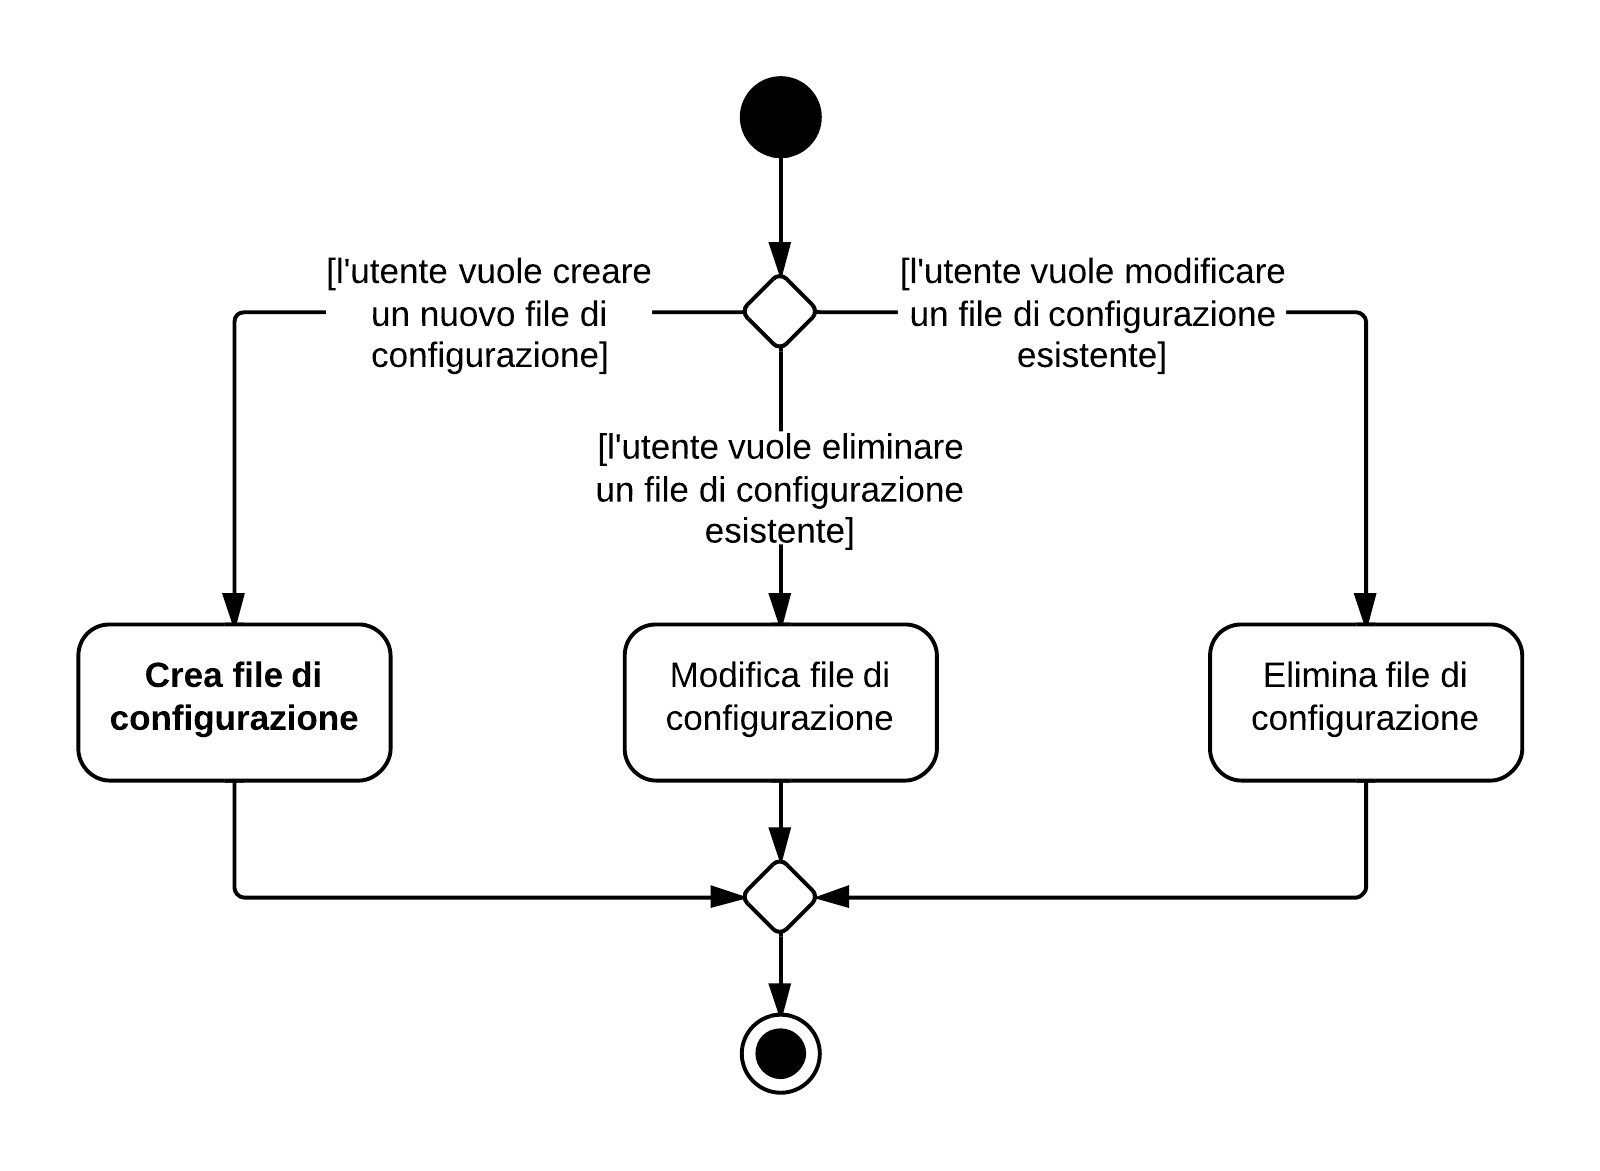 [l'utente vuole creare
un nuovo file di
configurazione]
[l'utente vuole modificare
un file di configurazione
esistente]
[l'utente vuole eliminare
un file di configurazione
esistente]
Crea file di
configurazione
Modifica file di
configurazione
Elimina file di
configurazione